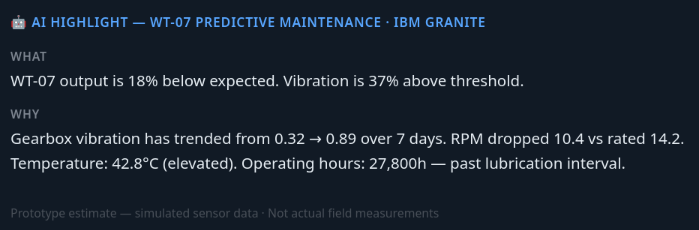 🤖 AI HIGHLIGHT — WT-07 PREDICTIVE MAINTENANCE · IBM GRANITE
WHAT
WT-07 output is 18% below expected. Vibration is 37% above threshold.
WHY
Gearbox vibration has trended from 0.32 → 0.89 over 7 days. RPM dropped 10.4 vs rated 14.2.
Temperature: 42.8°C (elevated). Operating hours: 27,800h — past lubrication interval.
Prototype estimate — simulated sensor data · Not actual field measurements